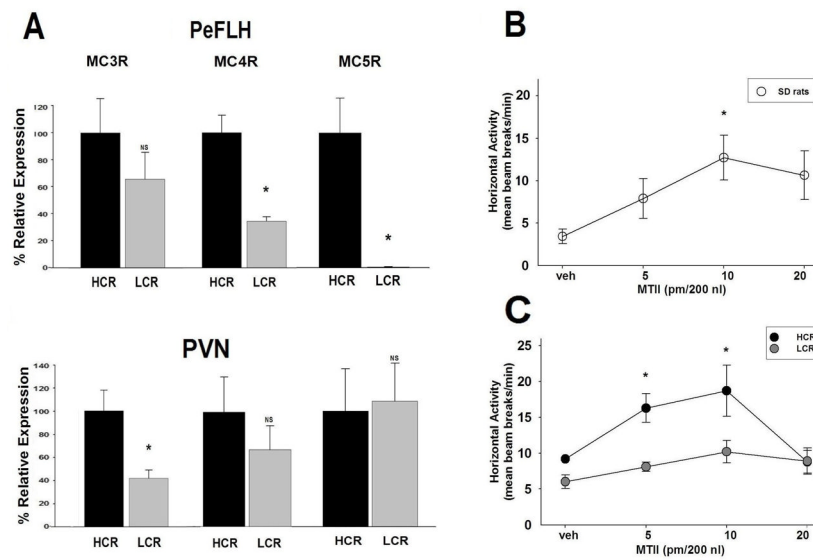 A
PeFLH
MC3R MC4R MC5R
% Relative Expression
120
100
80
60
40
20
0
NS
*
*
HCR LCR HCR LCR HCR LCR
PVN
% Relative Expression
140
120
100
80
60
40
20
0
*
NS
NS
HCR LCR HCR LCR HCR LCR
B
SD rats
Horizontal Activity
(mean beam breaks/min)
20
15
10
5
0
*
veh 5 10 20
MTII (pm/200 nl)
C
HCR
LCR
Horizontal Activity
(mean beam breaks/min)
25
20
15
10
5
0
*
*
veh 5 10 20
MTII (pm/200 nl)